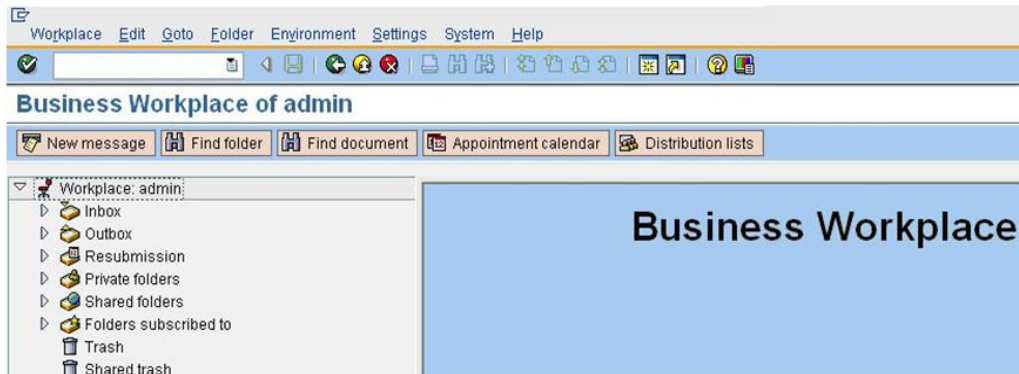 Workplace Edit Goto Folder Environment Settings System Help
Business Workplace of admin
New message Find folder Find document Appointment calendar Distribution lists
Workplace: admin
Inbox
Outbox
Resubmission
Private folders
Shared folders
Folders subscribed to
Trash
Shared trash
Business Workplace